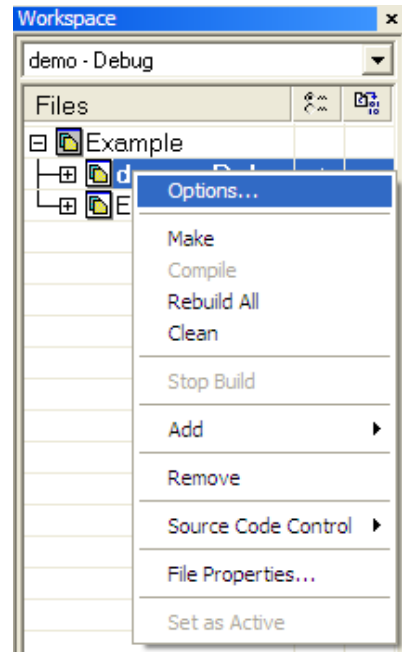 Workspace
demo - Debug
Files
Example
d
Options...
E
Make
Compile
Rebuild All
Clean
Stop Build
Add
Remove
Source Code Control
File Properties...
Set as Active